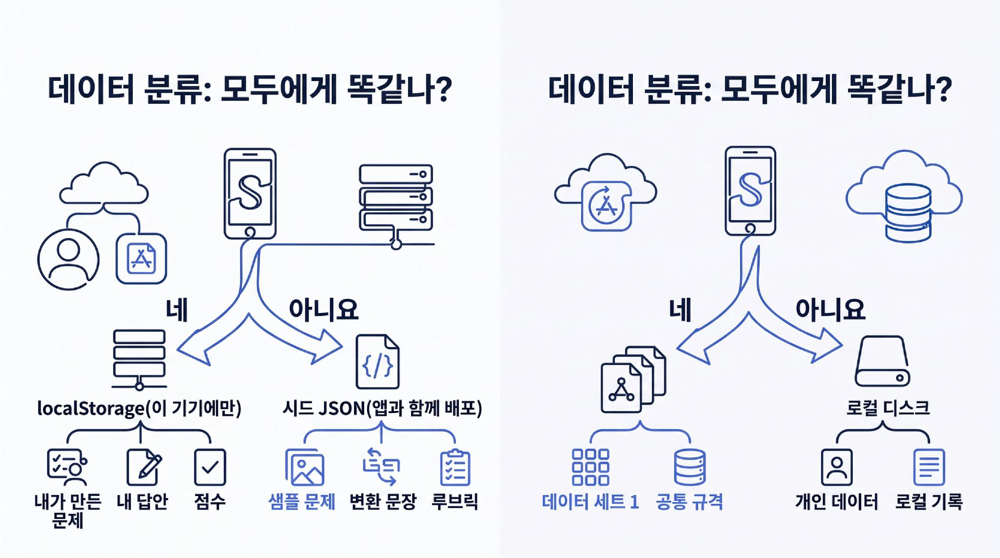 데이터 분류: 모두에게 똑같나?
S
네
아니요
localStorage(이 기기에만)
시드 JSON(앱과 함께 배포)
내가 만든
문제
내 답안
점수
샘플 문제
변환 문장
루브릭
데이터 분류: 모두에게 똑같나?
S
네
아니요
로컬 디스크
데이터 세트 1
공통 규격
개인 데이터
로컬 기록